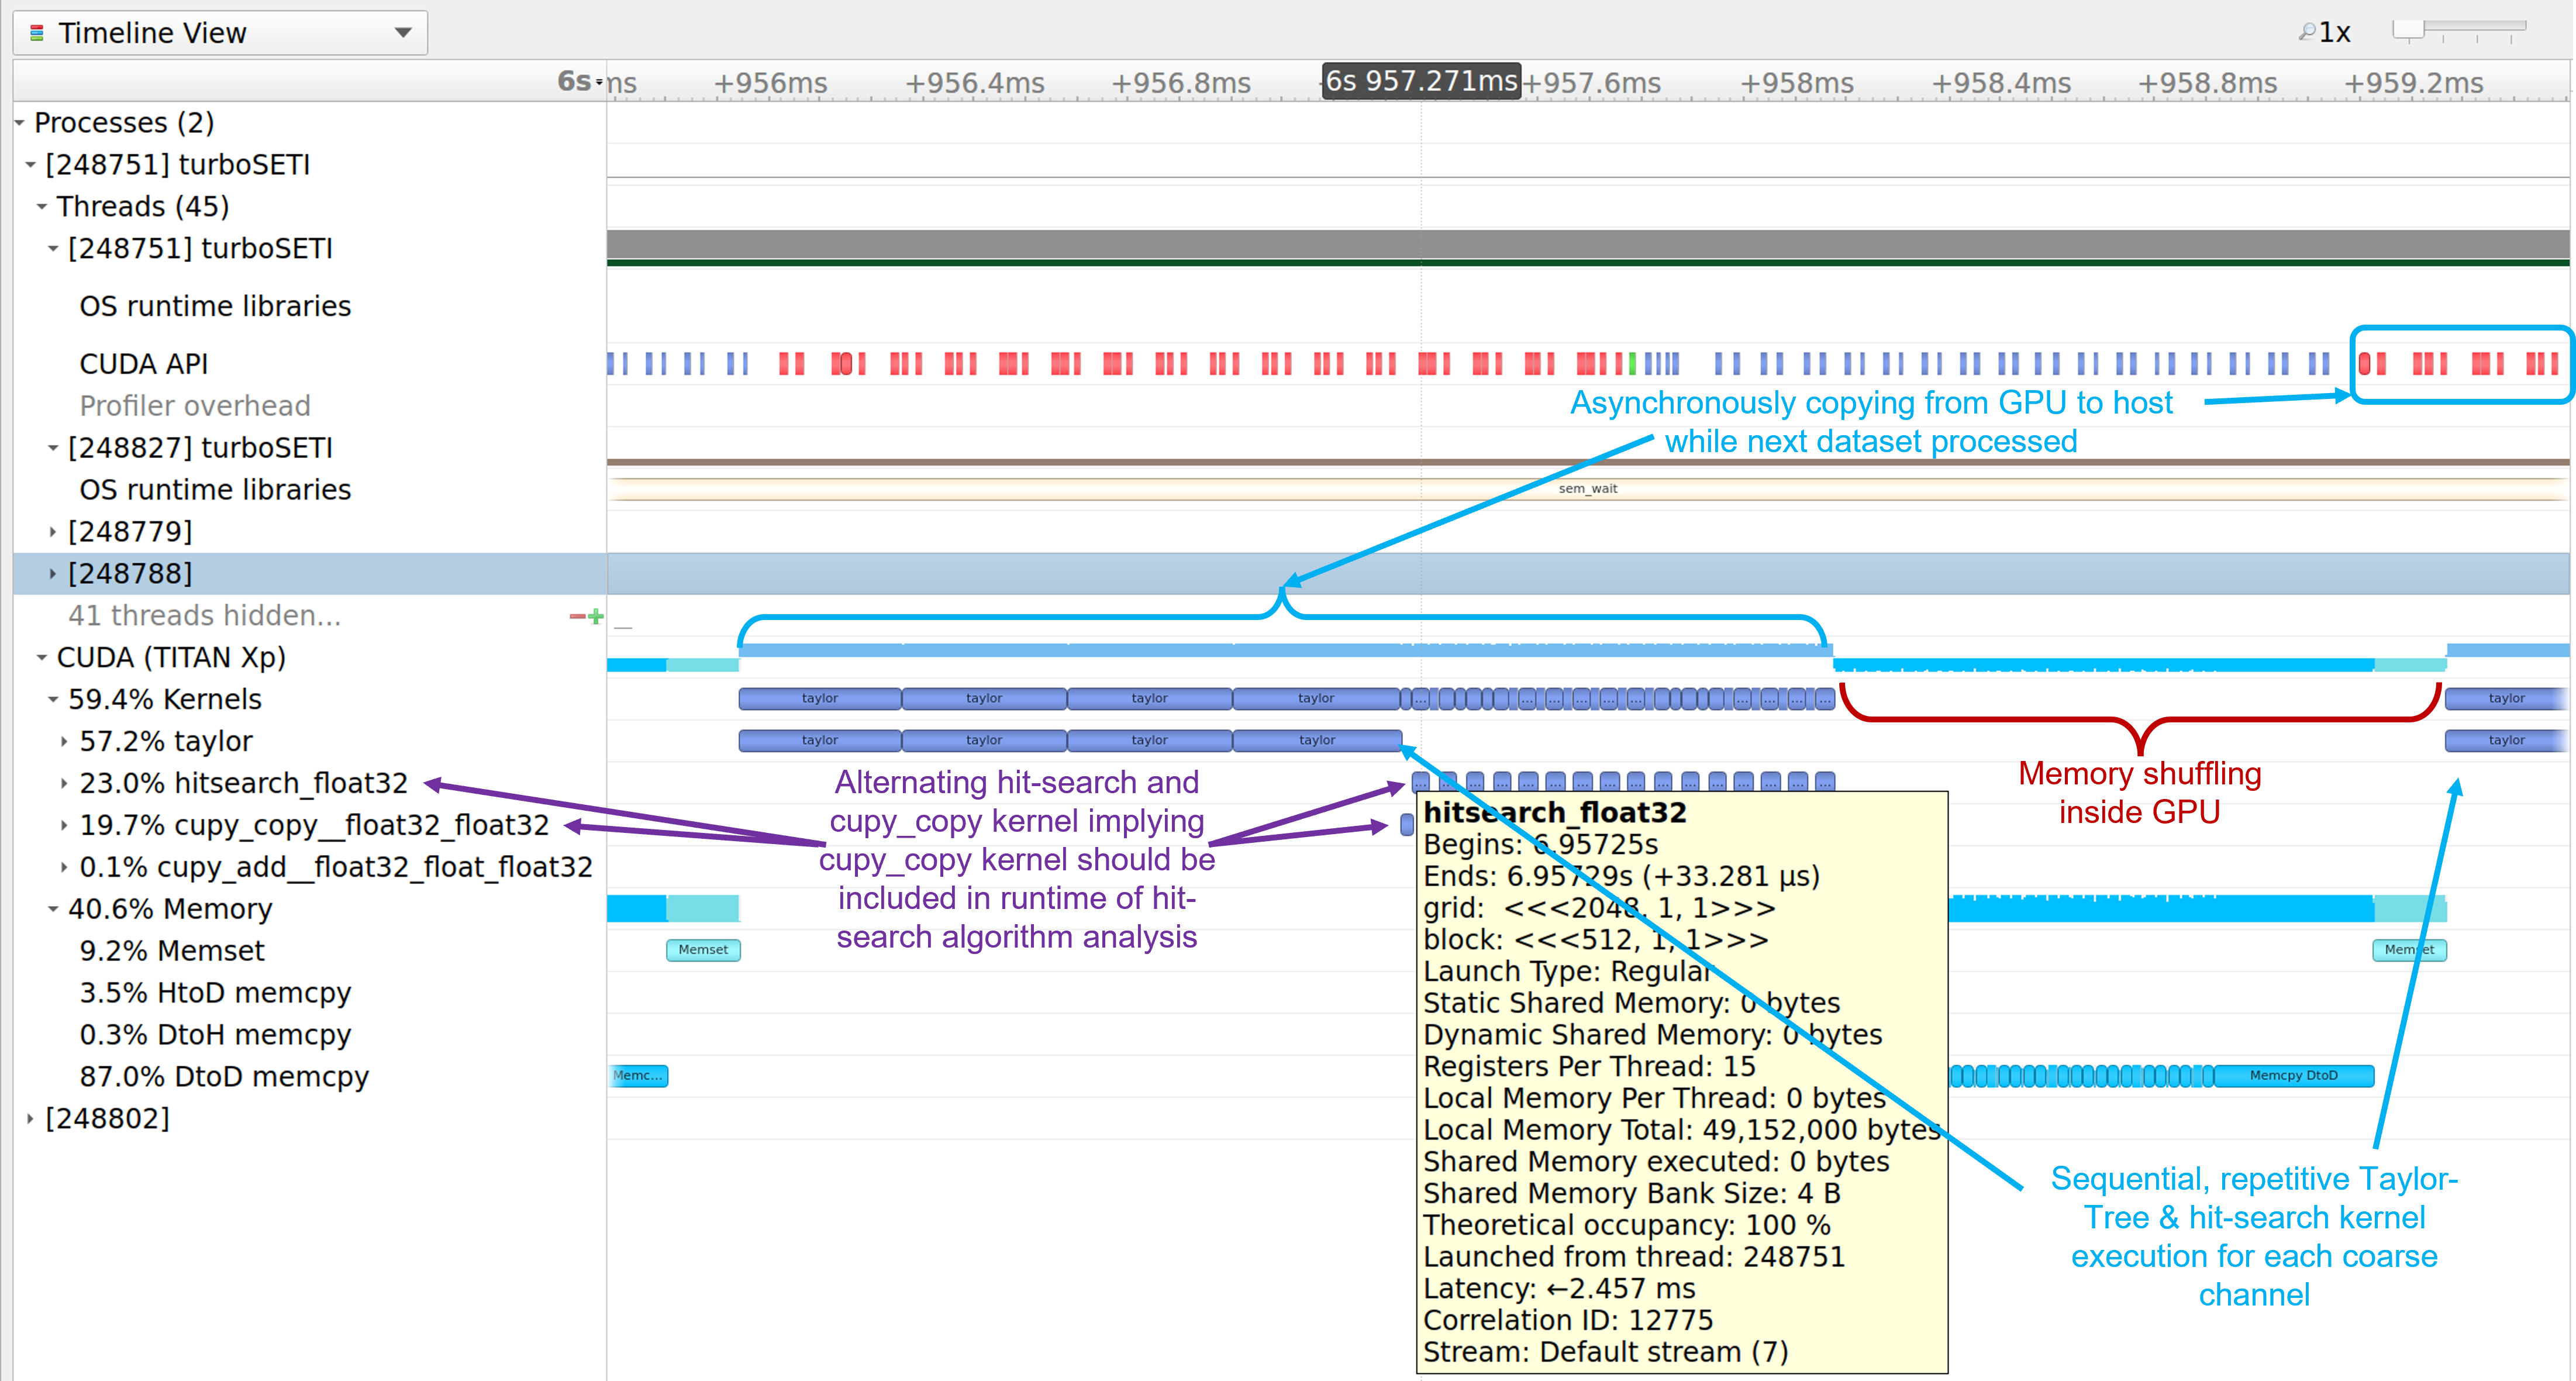 Timeline View
1x
6s
ms
+956ms
+956.4ms
+956.8ms
6s 957.271ms
+957.6ms
+958ms
+958.4ms
+958.8ms
+959.2ms
Processes (2)
[248751] turboSETI
Threads (45)
[248751] turboSETI
OS runtime libraries
CUDA API
Profiler overhead
[248827] turboSETI
OS runtime libraries
sem_wait
[248779]
[248788]
41 threads hidden...
CUDA (TITAN Xp)
59.4% Kernels
57.2% taylor
23.0% hitsearch_float32
19.7% cupy_copy__float32_float32
0.1% cupy_add__float32_float_float32
40.6% Memory
9.2% Memset
3.5% HtoD memcpy
0.3% DtoH memcpy
87.0% DtoD memcpy
[248802]
Asynchronously copying from GPU to host
while next dataset processed
taylor
taylor
taylor
taylor
taylor
taylor
taylor
taylor
taylor
taylor
Alternating hit-search and
cupy_copy kernel implying
cupy_copy kernel should be
included in runtime of hit-
search algorithm analysis
Memory shuffling
inside GPU
Memset
Memset
Memc...
Memcpy DtoD
hitsearch_float32
Begins: 6.95725s
Ends: 6.95729s (+33.281 μs)
grid: <<<2048, 1, 1>>>
block: <<<512, 1, 1>>>
Launch Type: Regular
Static Shared Memory: 0 bytes
Dynamic Shared Memory: 0 bytes
Registers Per Thread: 15
Local Memory Per Thread: 0 bytes
Local Memory Total: 49,152,000 bytes
Shared Memory executed: 0 bytes
Shared Memory Bank Size: 4 B
Theoretical occupancy: 100 %
Launched from thread: 248751
Latency: ←2.457 ms
Correlation ID: 12775
Stream: Default stream (7)
Sequential, repetitive Taylor-
Tree & hit-search kernel
execution for each coarse
channel